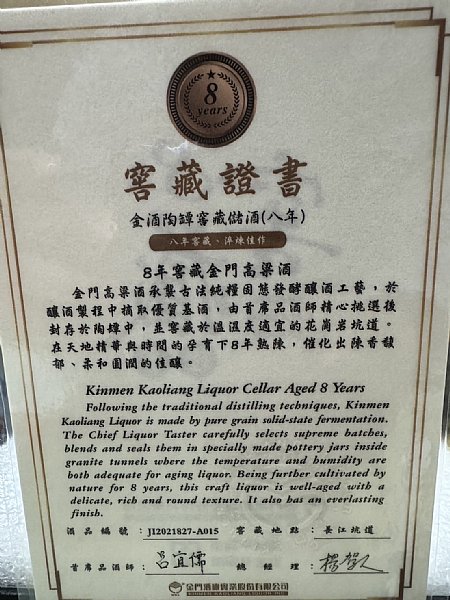 8
years
窖藏證書
金酒陶罈窖藏儲酒(八年)
八年窖藏、淬煉佳作
8年窖藏金門高粱酒
金門高粱酒承襲古法純糧固態發酵釀酒工藝，於
釀酒製程中摘取優質基酒，由首席品酒師精心挑選後
封存於陶罈中，並窖藏於溫濕度適宜的花崗岩坑道。
在天地精華與時間的孕育下8年熟陳，催化出陳香馥
郁、柔和圓潤的佳釀。
Kinmen Kaoliang Liquor Cellar Aged 8 Years
Following the traditional distilling techniques, Kinmen
Kaoliang Liquor is made by pure grain solid-state fermentation.
The Chief Liquor Taster carefully selects supreme batches,
blends and seals them in specially made pottery jars inside
granite tunnels where the temperature and humidity are
both adequate for aging liquor. Being further cultivated by
nature for 8 years, this craft liquor is well-aged with a
delicate, rich and round texture. It also has an everlasting
finish.
酒品編號：J12021827-A015 窖藏地點：長江坑道
首席品酒師：呂宜儒 總經理：
金門酒廠實業股份有限公司
KINMEN KAOLIANG LIQUOR INC.